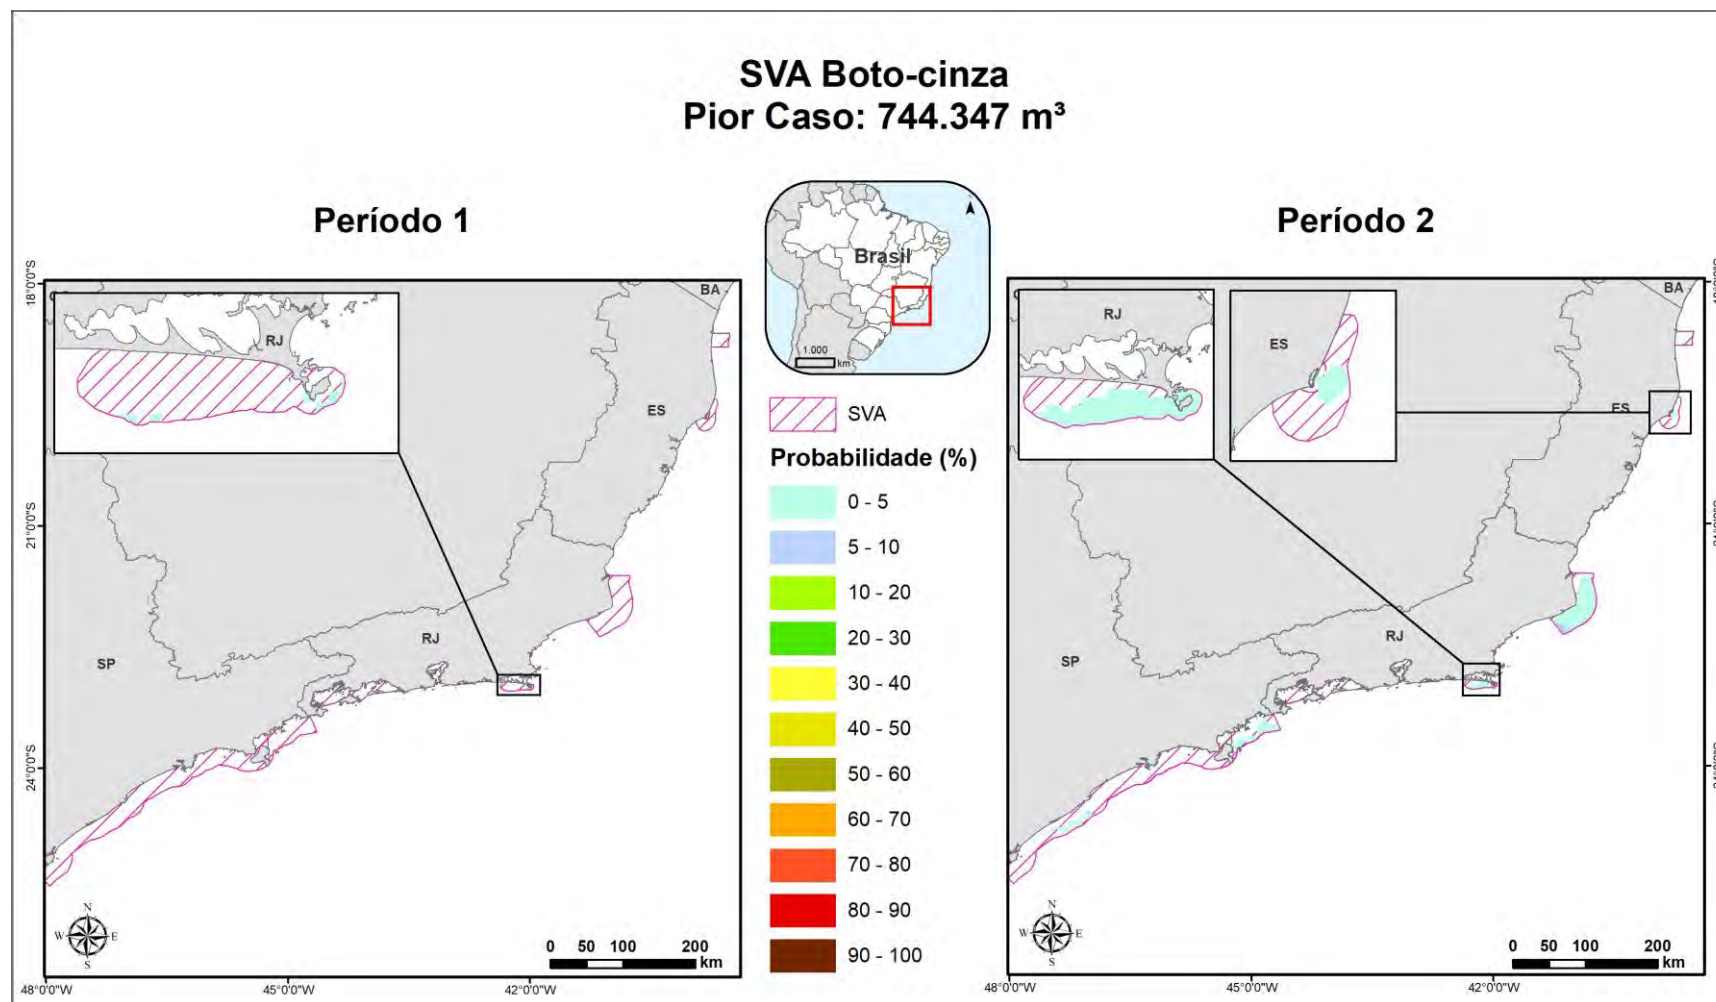 SVA Boto-cinza
Pior Caso: 744.347 m³
Período 1
Período 2
Brasil
1.000
km
SVA
Probabilidade (%)
0 - 5
5 - 10
10 - 20
20 - 30
30 - 40
40 - 50
50 - 60
60 - 70
70 - 80
80 - 90
90 - 100
18°0'0"S
21°0'0"S
24°0'0"S
48°0'0"W
45°0'0"W
42°0'0"W
RJ
BA
ES
RJ
SP
N
W
E
S
0 50 100 200
km
RJ
ES
BA
ES
RJ
SP
N
W
E
S
0 50 100 200
km
48°0'0"W
45°0'0"W
42°0'0"W